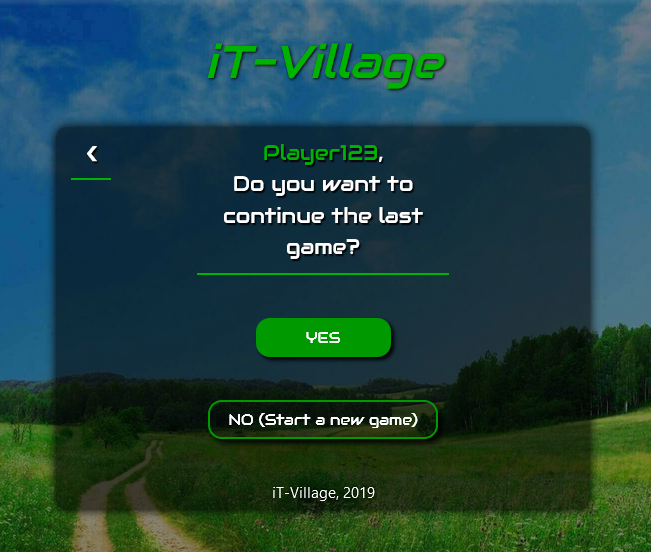 iT-Village
Player123,
Do you want to
continue the last
game?
YES
NO (Start a new game)
iT-Village, 2019